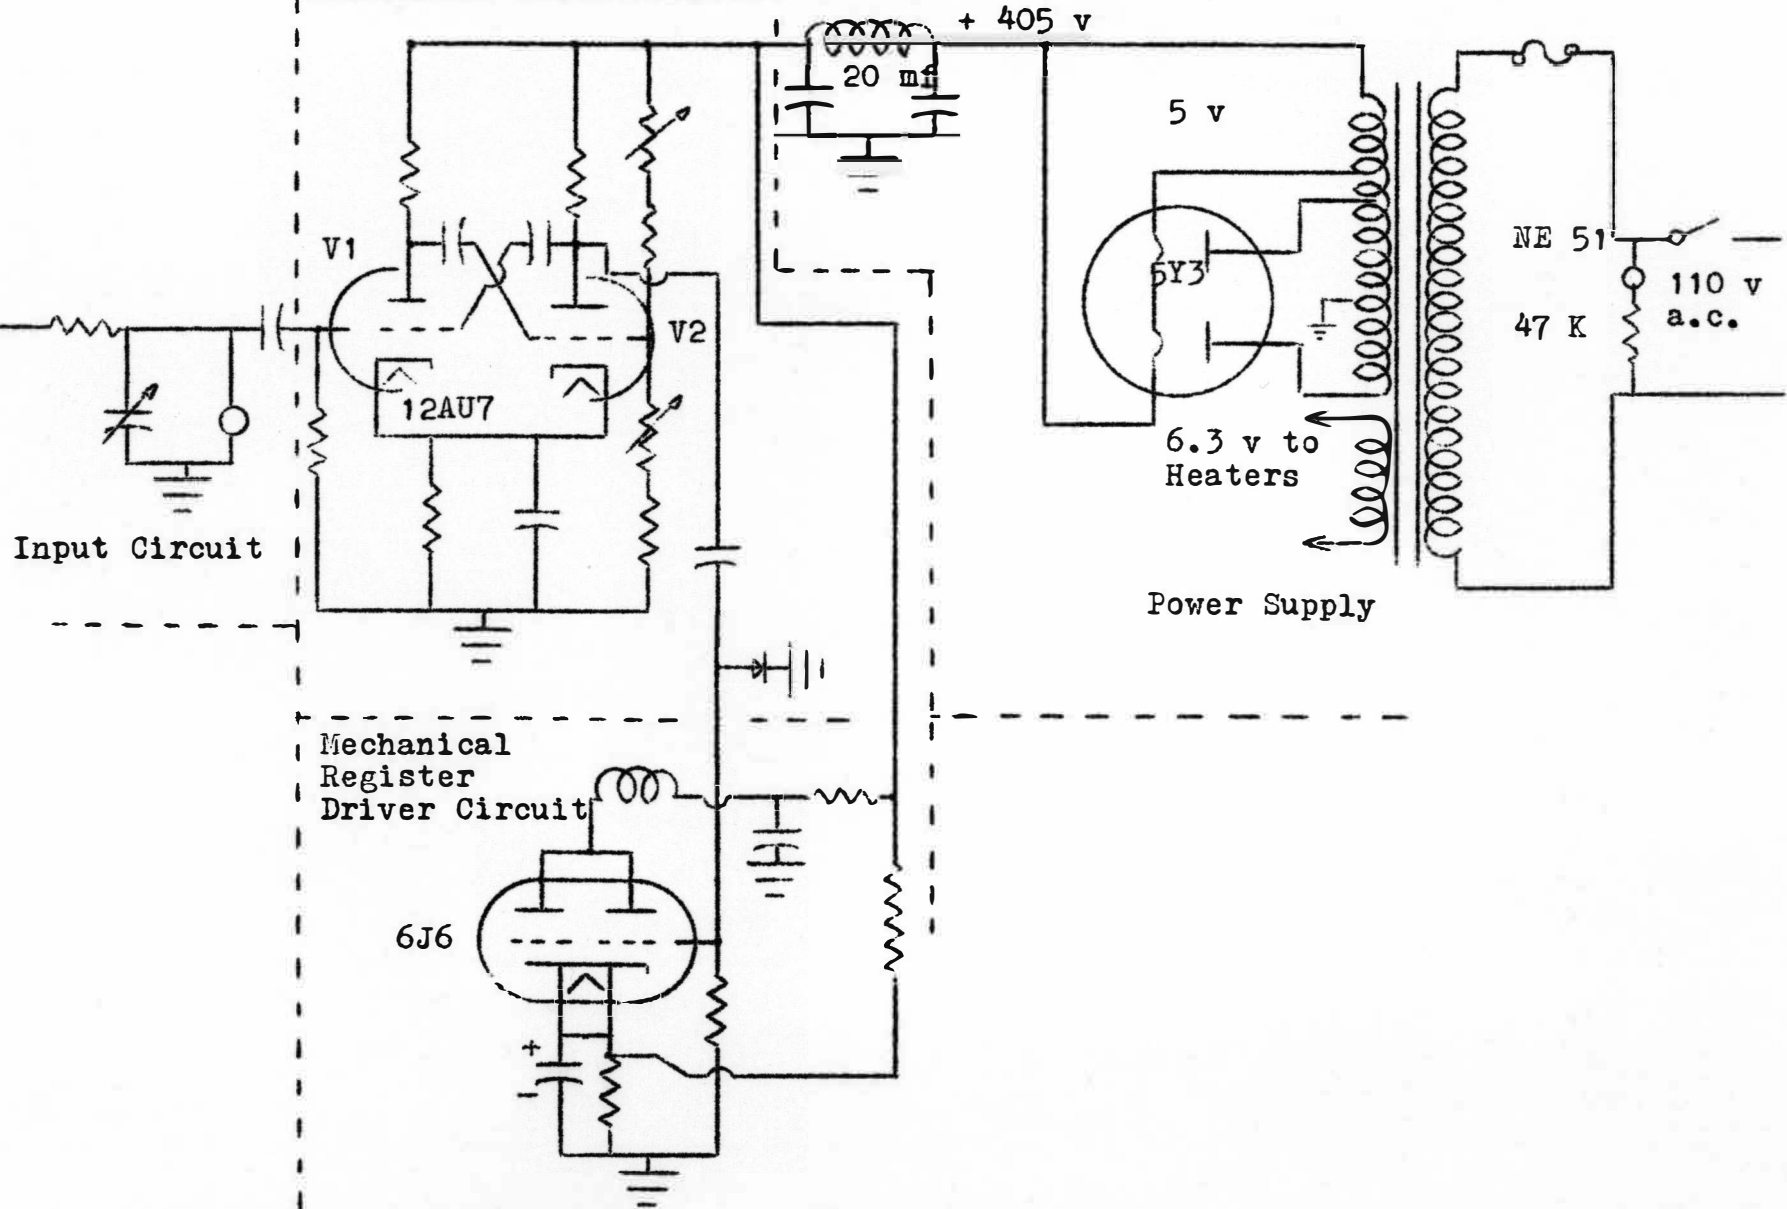 + 405 v
20 mf
5 v
V1
NE 51
5Y3
110 v
a.c.
47 K
V2
12AU7
6.3 v to
Heaters
Input Circuit
Power Supply
Mechanical
Register
Driver Circuit
6J6
+
-